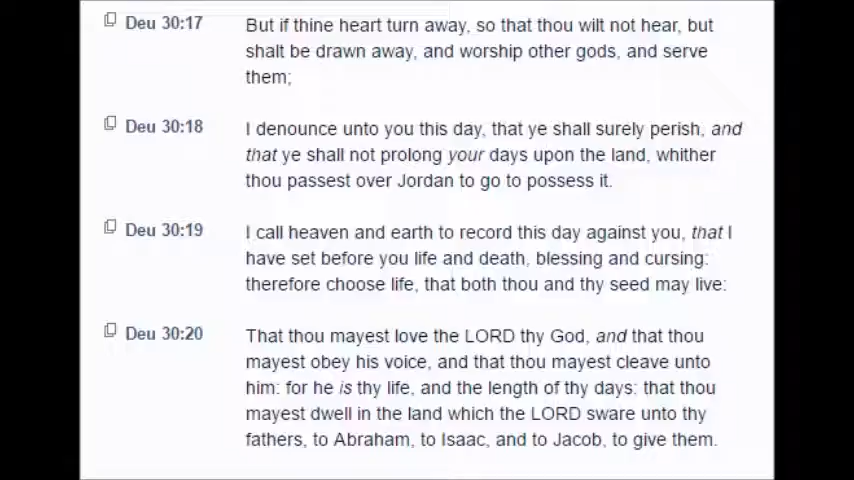 Deu 30:17 But if thine heart turn away, so that thou wilt not hear, but
shalt be drawn away, and worship other gods, and serve
them;
Deu 30:18 I denounce unto you this day, that ye shall surely perish, and
that ye shall not prolong your days upon the land, whither
thou passest over Jordan to go to possess it.
Deu 30:19 I call heaven and earth to record this day against you, that I
have set before you life and death, blessing and cursing:
therefore choose life, that both thou and thy seed may live:
Deu 30:20 That thou mayest love the LORD thy God, and that thou
mayest obey his voice, and that thou mayest cleave unto
him: for he is thy life, and the length of thy days: that thou
mayest dwell in the land which the LORD sware unto thy
fathers, to Abraham, to Isaac, and to Jacob, to give them.